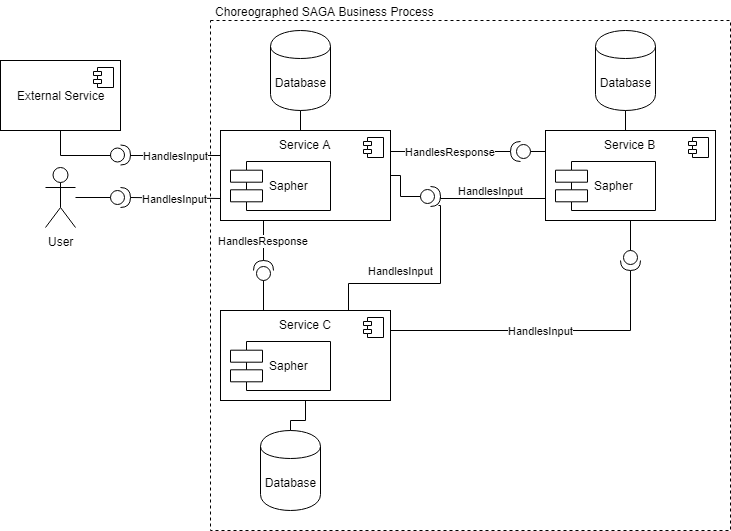 Choreographed SAGA Business Process
Database
Database
External Service
Service A
Service B
HandlesInput
HandlesResponse
Sapher
Sapher
HandlesInput
HandlesInput
User
HandlesResponse
HandlesInput
Service C
HandlesInput
Sapher
Database